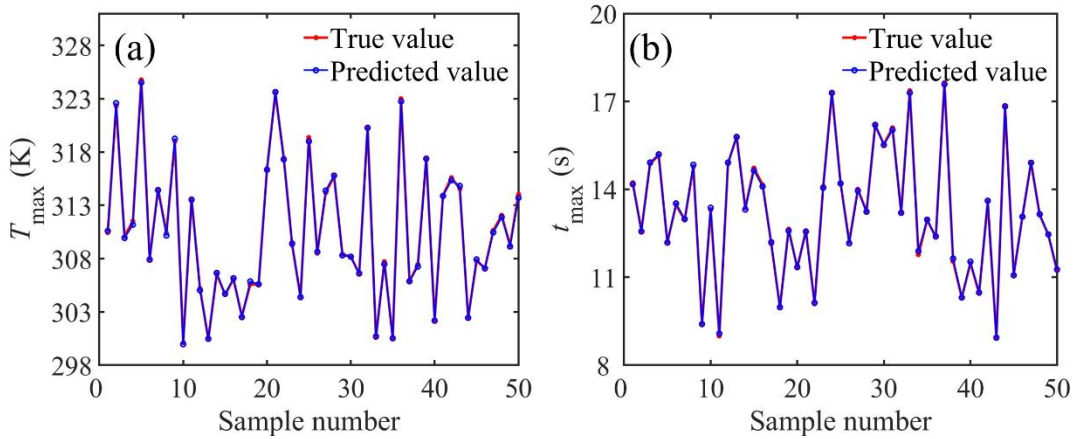 (a)
True value
Predicted value
328
323
318
313
308
303
298
T_max (K)
0
10
20
30
40
50
Sample number
(b)
True value
Predicted value
20
17
14
11
8
t_max (s)
0
10
20
30
40
50
Sample number